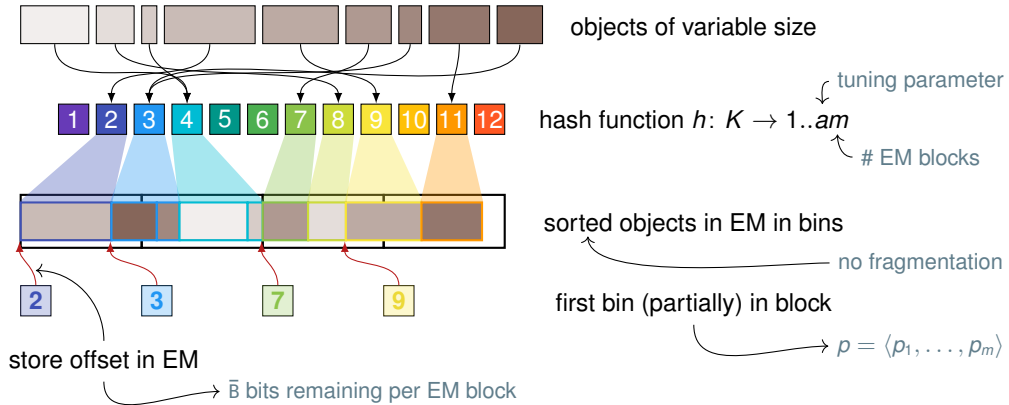 objects of variable size
tuning parameter
1 2 3 4 5 6 7 8 9 10 11 12
hash function h: K → 1..am
# EM blocks
sorted objects in EM in bins
no fragmentation
2 3 7 9
first bin (partially) in block
store offset in EM
p = ⟨p₁, . . . , pₘ⟩
B̄ bits remaining per EM block